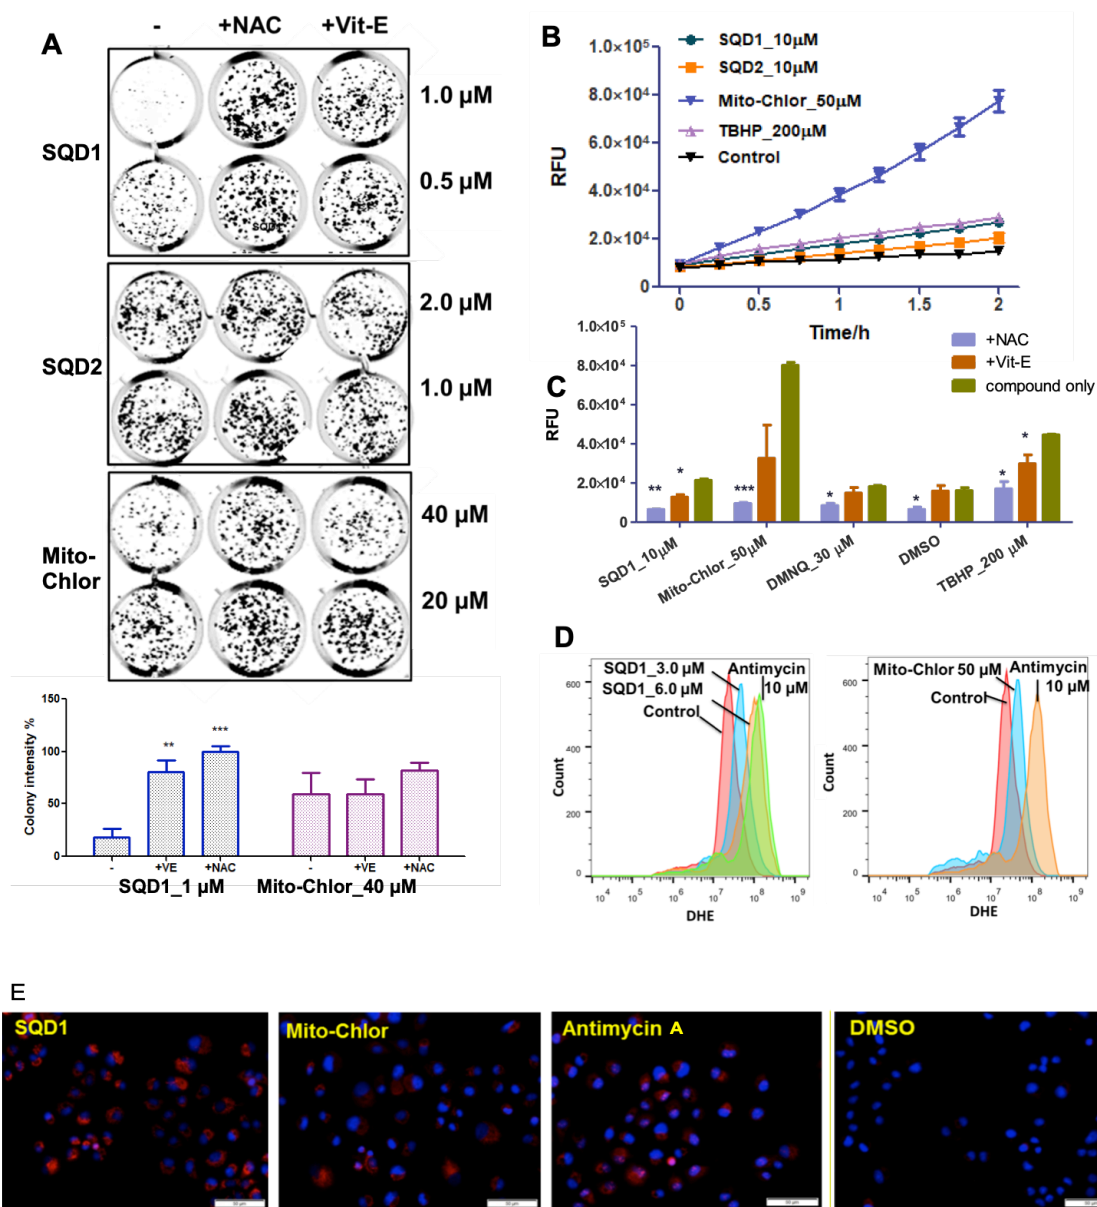 A
- +NAC +Vit-E
SQD1
1.0 µM
0.5 µM
SQD1
SQD2
2.0 µM
1.0 µM
Mito-
Chlor
40 µM
20 µM
Colony intensity %
150
100
50
0
** ***
- +VE +NAC - +VE +NAC
SQD1_1 µM Mito-Chlor_40 µM
B
RFU
1.0×10⁵
8.0×10⁴
6.0×10⁴
4.0×10⁴
2.0×10⁴
0
SQD1_10µM
SQD2_10µM
Mito-Chlor_50µM
TBHP_200µM
Control
0 0.5 1 1.5 2
Time/h
C
RFU
1.0×10⁵
8.0×10⁴
6.0×10⁴
4.0×10⁴
2.0×10⁴
0
+NAC
+Vit-E
compound only
** * *** * * * *
SQD1_10µM Mito-Chlor_50µM DMNQ_30 µM DMSO TBHP_200 µM
D
SQD1_3.0 µM Antimycin
SQD1_6.0 µM 10 µM
Control
Count
600
400
200
0
10⁴ 10⁵ 10⁶ 10⁷ 10⁸ 10⁹
DHE
Mito-Chlor 50 µM Antimycin
Control 10 µM
Count
600
400
200
0
10⁴ 10⁵ 10⁶ 10⁷ 10⁸ 10⁹
DHE
E
SQD1 Mito-Chlor Antimycin A DMSO